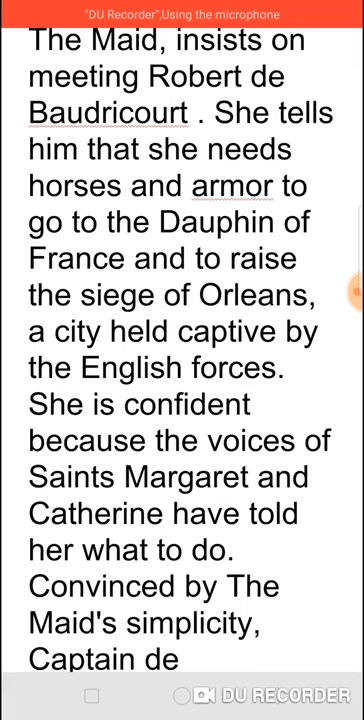 "DU Recorder",Using the microphone
The Maid, insists on
meeting Robert de
Baudricourt . She tells
him that she needs
horses and armor to
go to the Dauphin of
France and to raise
the siege of Orleans,
a city held captive by
the English forces.
She is confident
because the voices of
Saints Margaret and
Catherine have told
her what to do.
Convinced by The
Maid's simplicity,
Captain de
DU RECORDER